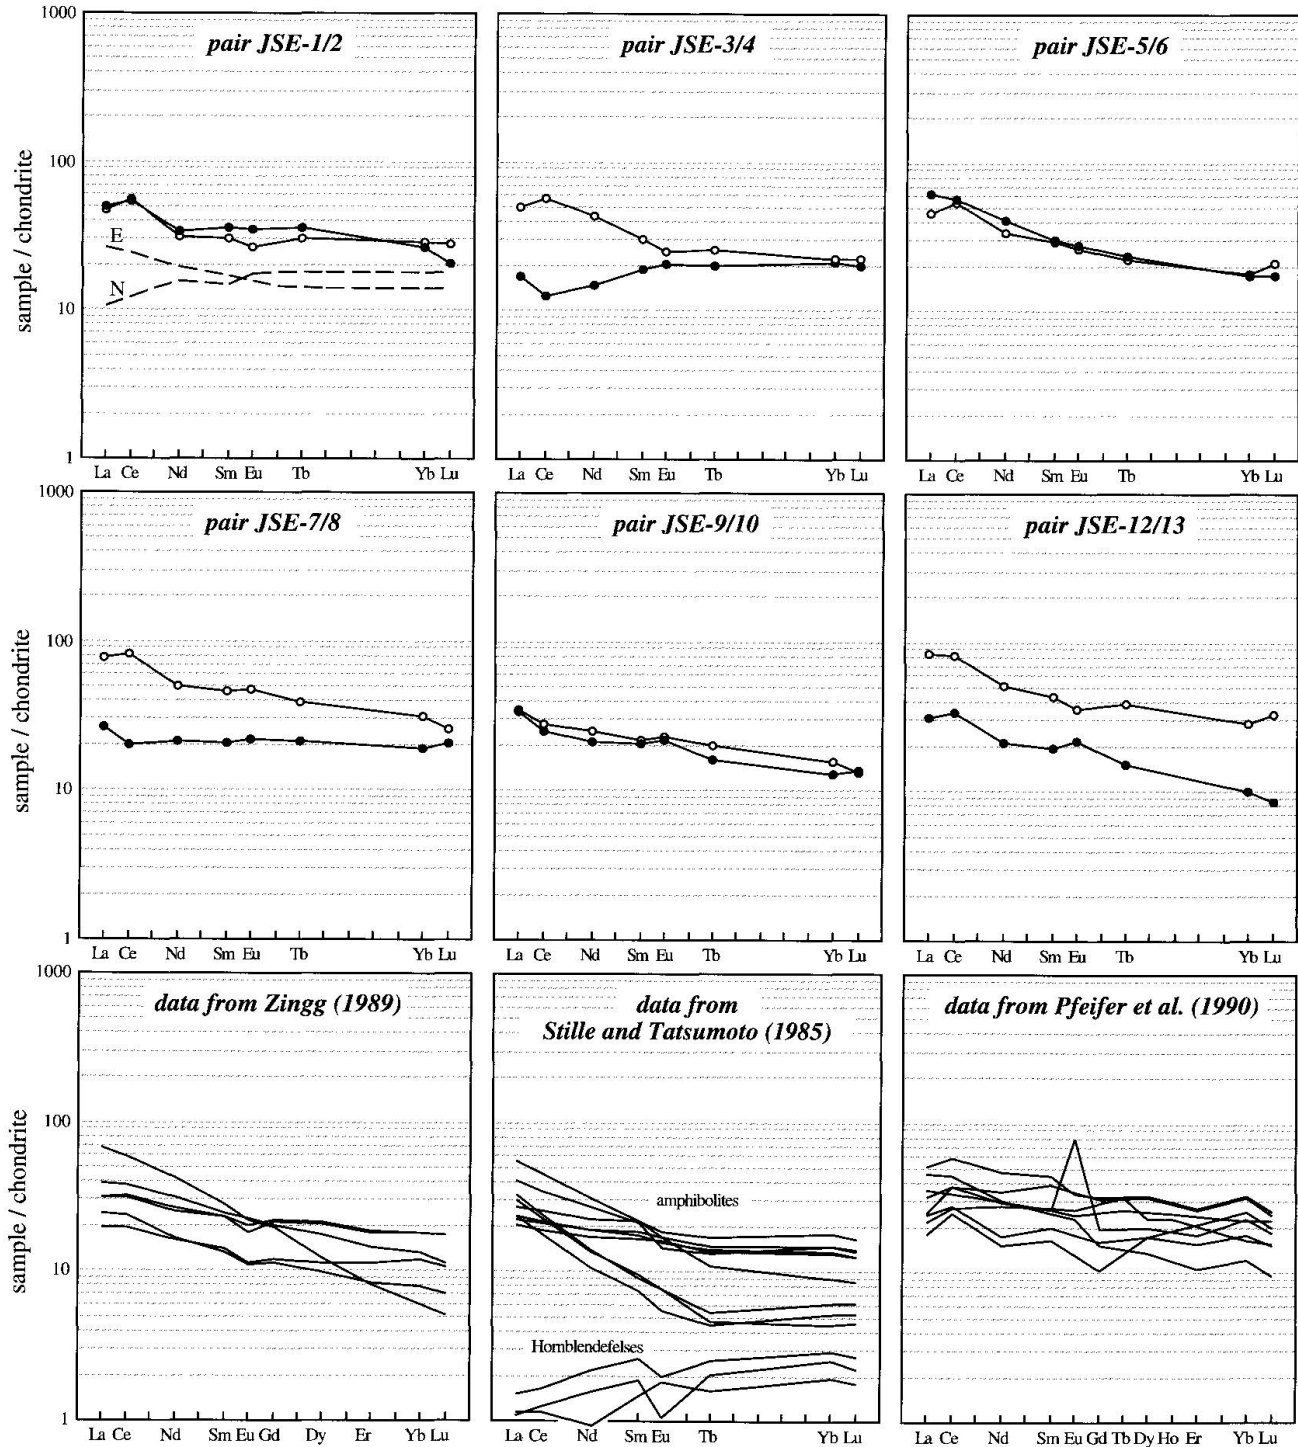 1000
100
10
1
sample / chondrite
pair JSE-1/2
E
N
La Ce Nd Sm Eu Tb Yb Lu
pair JSE-3/4
La Ce Nd Sm Eu Tb Yb Lu
pair JSE-5/6
La Ce Nd Sm Eu Tb Yb Lu
1000
100
10
1
sample / chondrite
pair JSE-7/8
La Ce Nd Sm Eu Tb Yb Lu
pair JSE-9/10
La Ce Nd Sm Eu Tb Yb Lu
pair JSE-12/13
La Ce Nd Sm Eu Tb Yb Lu
1000
100
10
1
sample / chondrite
data from Zingg (1989)
La Ce Nd Sm Eu Gd Dy Er Yb Lu
data from
Stille and Tatsumoto (1985)
amphibolites
Hornblendefelses
La Ce Nd Sm Eu Tb Yb Lu
data from Pfeifer et al. (1990)
La Ce Nd Sm Eu Gd Tb Dy Ho Er Yb Lu